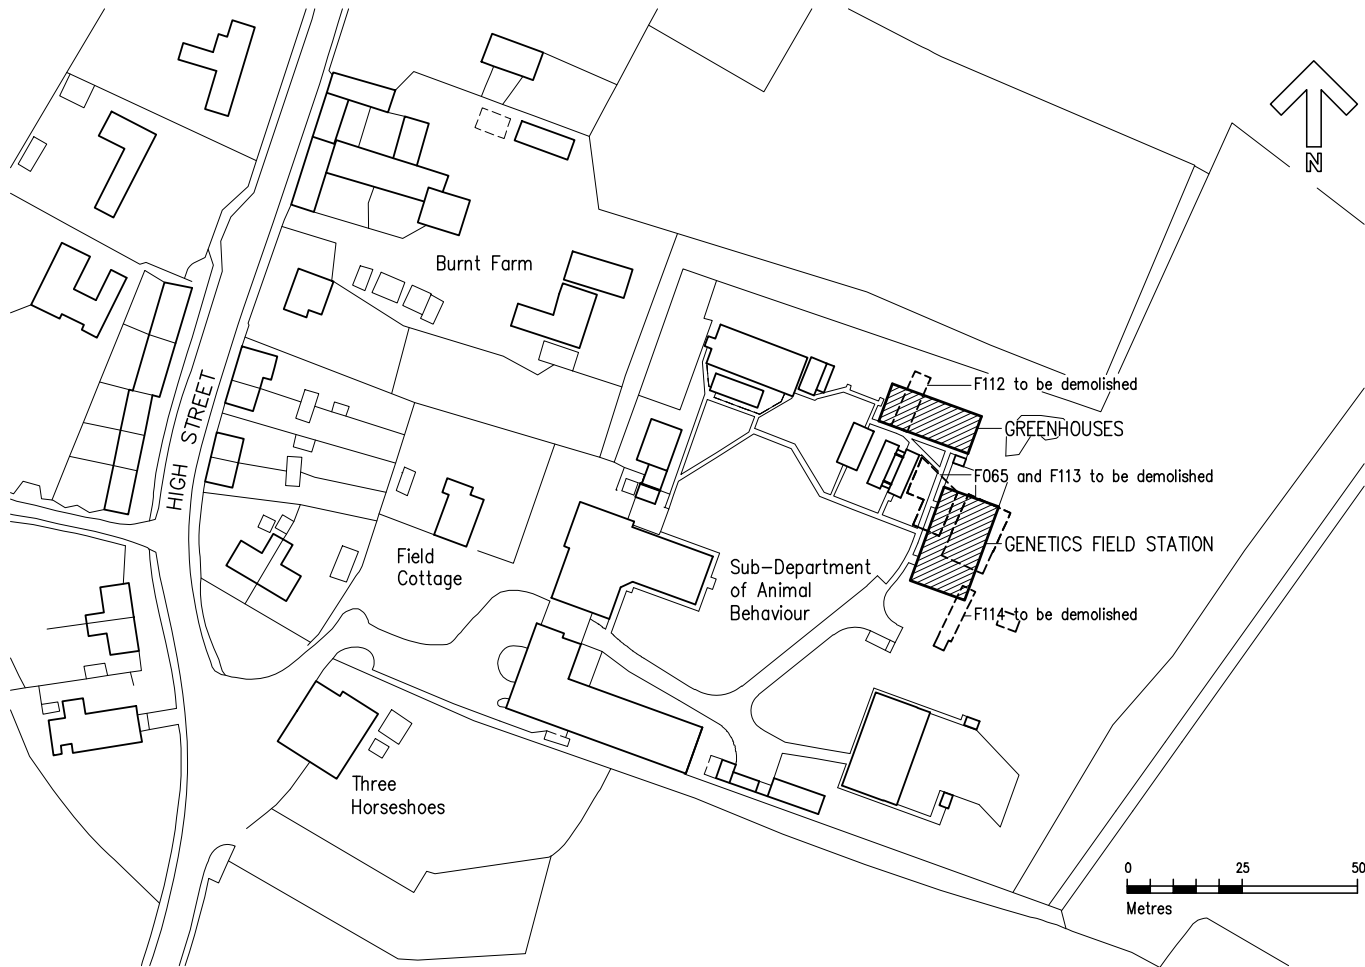 N
Burnt Farm
HIGH STREET
F112 to be demolished
GREENHOUSES
F065 and F113 to be demolished
GENETICS FIELD STATION
Field
Cottage
Sub-Department
of Animal
Behaviour
F114 to be demolished
Three
Horseshoes
0 25 50
Metres